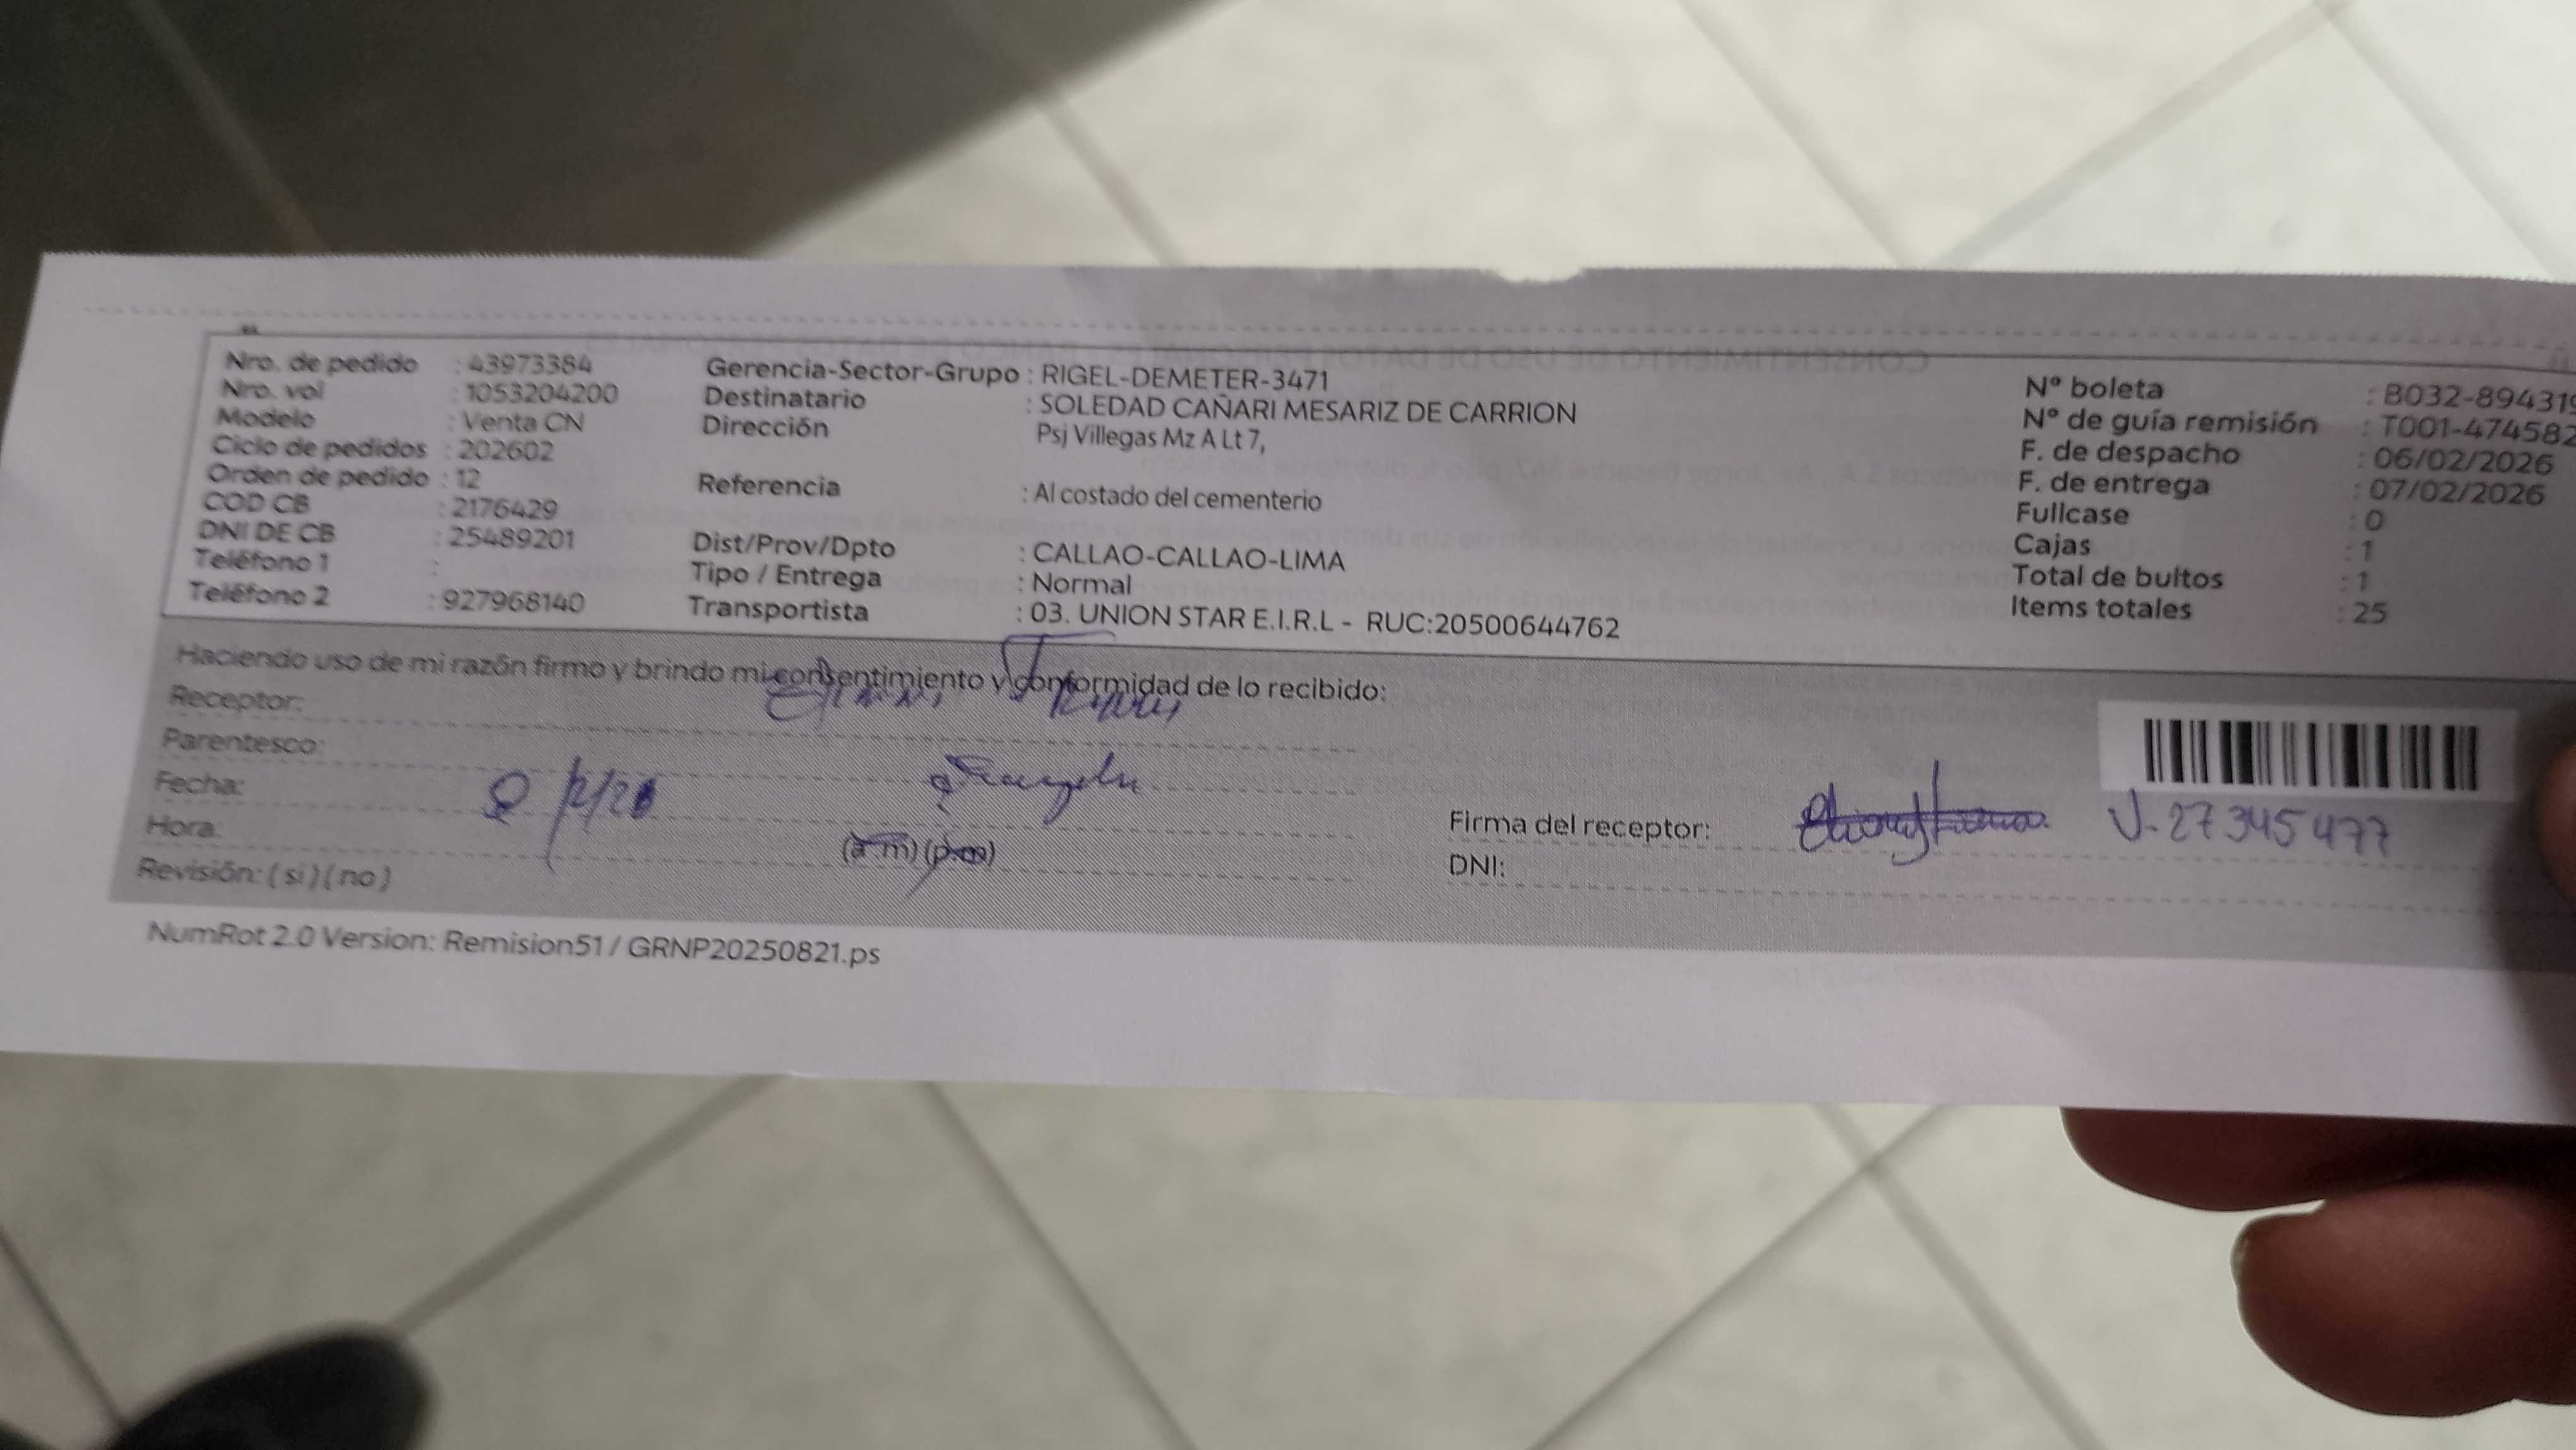 Nro. de pedido : 43973384
Nro. vol : 1053204200
Modelo : Venta CN
Ciclo de pedidos : 202602
Orden de pedido : 12
COD CB : 2176429
DNI DE CB : 25489201
Teléfono 1 :
Teléfono 2 : 927968140
Gerencia-Sector-Grupo : RIGEL-DEMETER-3471
Destinatario : SOLEDAD CAÑARI MESARIZ DE CARRION
Dirección Psj Villegas Mz A Lt 7,
Referencia : Al costado del cementerio
Dist/Prov/Dpto : CALLAO-CALLAO-LIMA
Tipo / Entrega : Normal
Transportista : 03. UNION STAR E.I.R.L - RUC:20500644762
Nº boleta : B032-894319
Nº de guía remisión : T001-474582
F. de despacho : 06/02/2026
F. de entrega : 07/02/2026
Fullcase : 0
Cajas : 1
Total de bultos : 1
Items totales : 25
Haciendo uso de mi razón firmo y brindo mi consentimiento y conformidad de lo recibido:
Receptor:
Parentesco:
Fecha:
Hora: (a.m) (p.m)
Revisión: ( si ) ( no )
Firma del receptor: 27345477
DNI:
NumRot 2.0 Version: Remision51 / GRNP20250821.ps